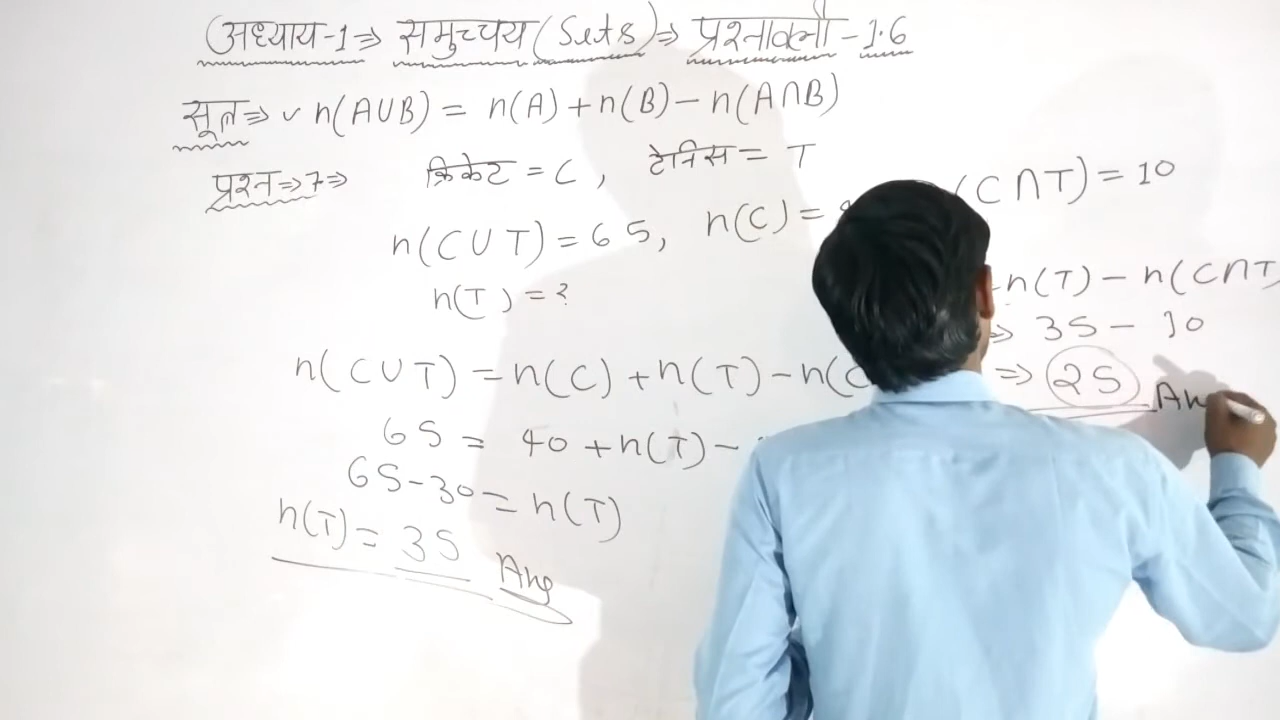 (अध्याय-1⇒ समुच्चय (Sets)⇒ प्रश्नावली - 1.6
सूत्र⇒ ✓ n(A∪B) = n(A) + n(B) - n(A∩B)
प्रश्न⇒7⇒ क्रिकेट = C, टेनिस = T
n(C∪T) = 65, n(C) = (C∩T) = 10
n(T) = ?
n(T) - n(C∩T
⇒ 35 - 10
⇒ 25 Ans
n(C∪T) = n(C) + n(T) - n(C
65 = 40 + n(T) -
65-30 = n(T)
n(T) = 35 Ans